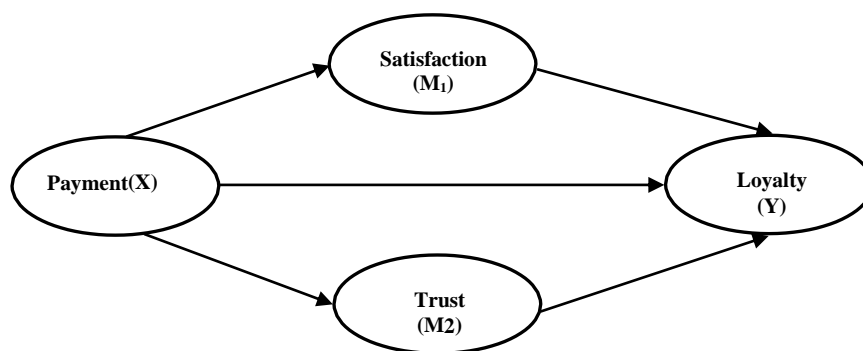 Satisfaction
(M₁)
Payment(X)
Loyalty
(Y)
Trust
(M2)